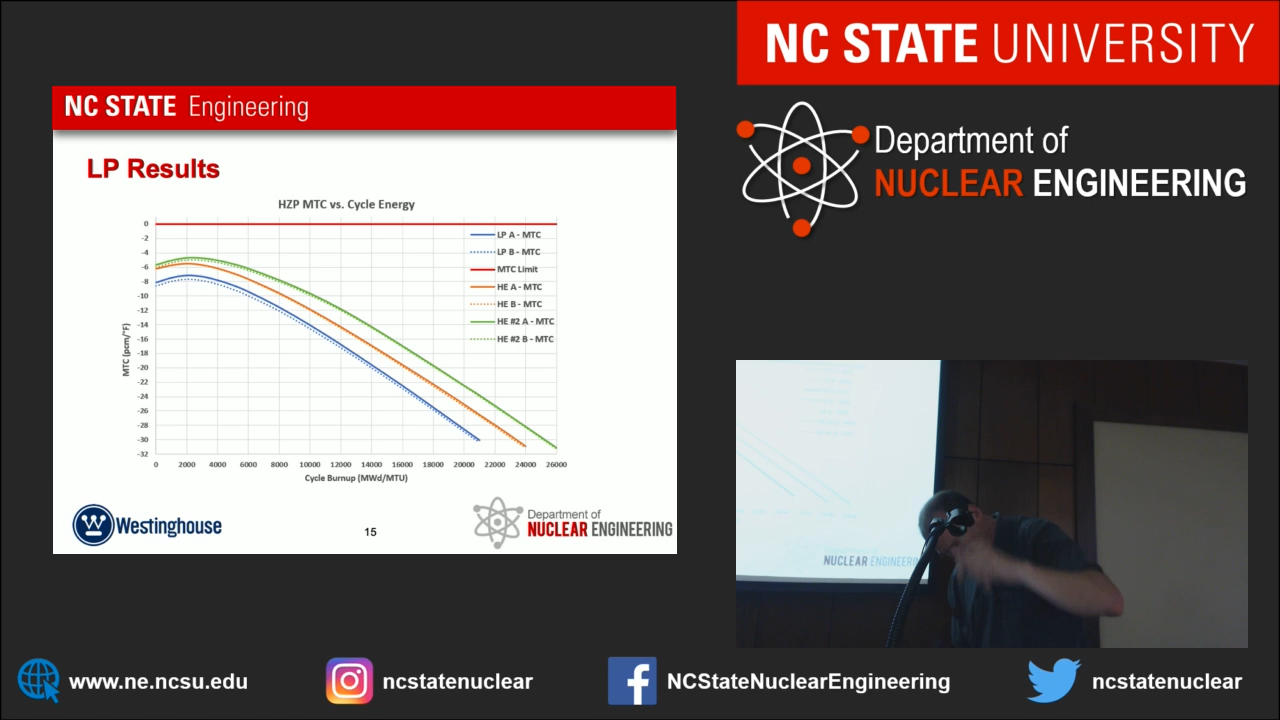 NC STATE UNIVERSITY
Department of
NUCLEAR ENGINEERING
NC STATE Engineering
LP Results
HZP MTC vs. Cycle Energy
MTC (pcm/°F)
0
-2
-4
-6
-8
-10
-12
-14
-16
-18
-20
-22
-24
-26
-28
-30
-32
LP A - MTC
LP B - MTC
MTC Limit
HE A - MTC
HE B - MTC
HE #2 A - MTC
HE #2 B - MTC
0 2000 4000 6000 8000 10000 12000 14000 16000 18000 20000 22000 24000 26000
Cycle Burnup (MWd/MTU)
W Westinghouse
15
Department of
NUCLEAR ENGINEERING
NUCLEAR
www.ne.ncsu.edu
ncstatenuclear
NCStateNuclearEngineering
ncstatenuclear